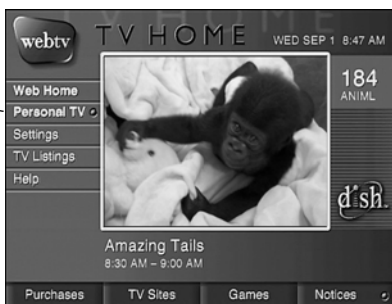 webtv
TV HOME
WED SEP 1 8:47 AM
184
ANIML
Web Home
Personal TV
Settings
TV Listings
Help
dish
Amazing Tails
8:30 AM – 9:00 AM
Purchases
TV Sites
Games
Notices